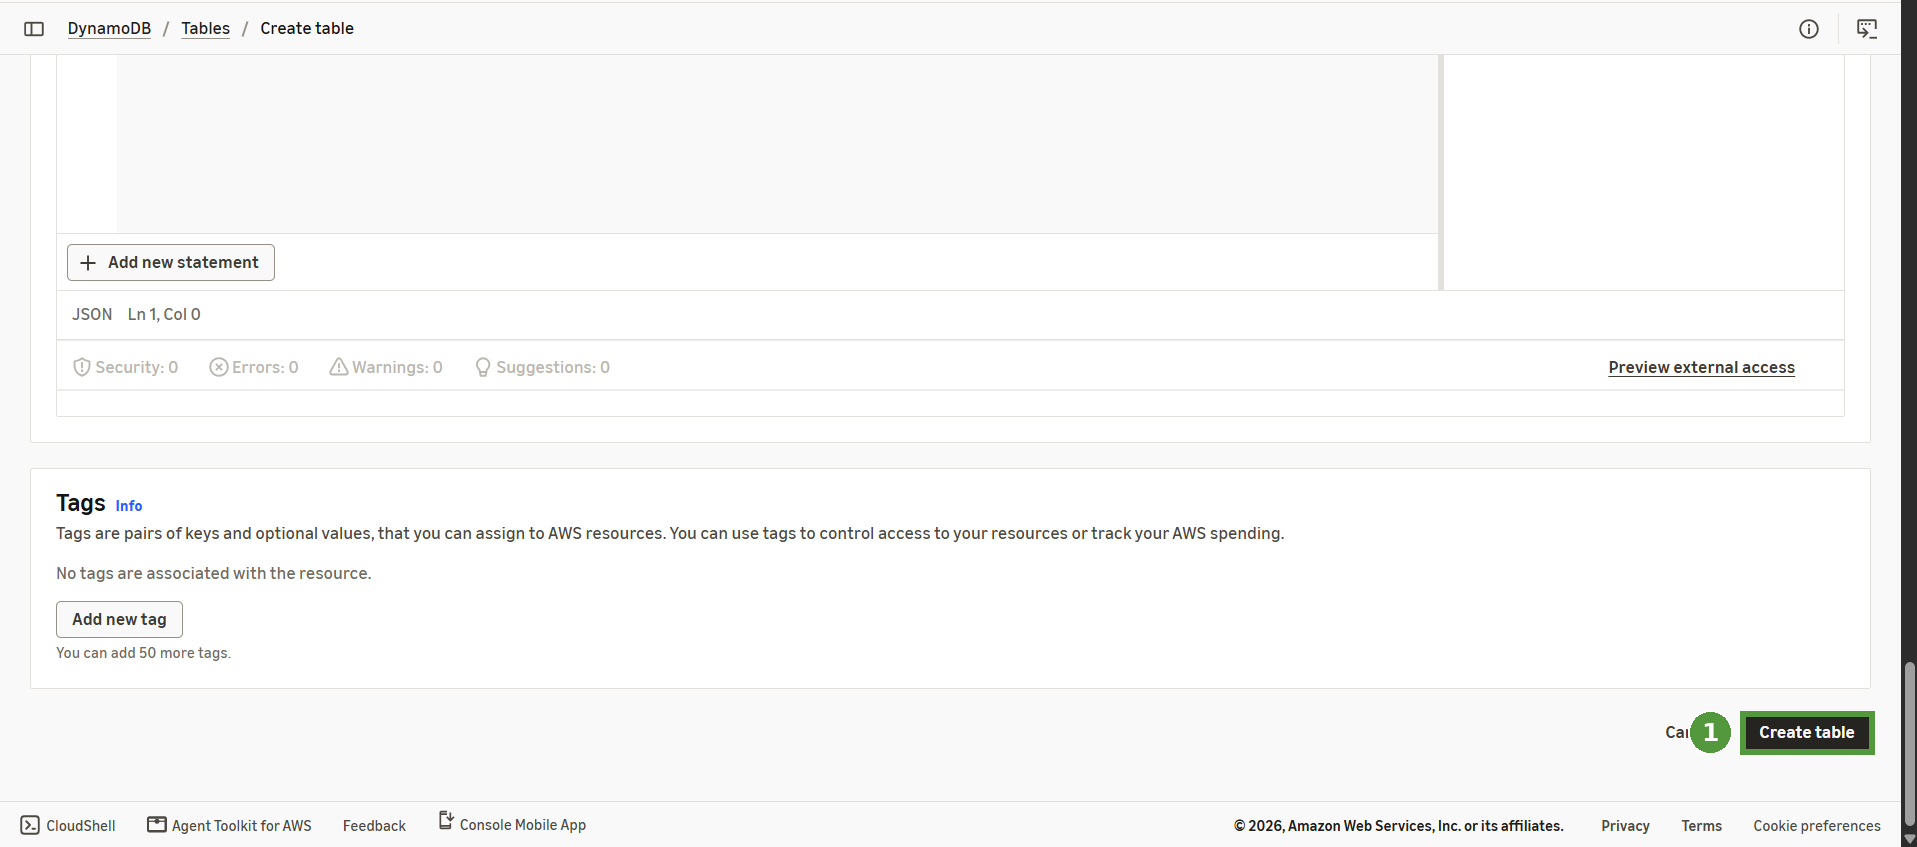 DynamoDB / Tables / Create table
Add new statement
JSON Ln 1, Col 0
Security: 0 Errors: 0 Warnings: 0 Suggestions: 0 Preview external access
Tags Info
Tags are pairs of keys and optional values, that you can assign to AWS resources. You can use tags to control access to your resources or track your AWS spending.
No tags are associated with the resource.
Add new tag
You can add 50 more tags.
1 Create table
CloudShell Agent Toolkit for AWS Feedback Console Mobile App © 2026, Amazon Web Services, Inc. or its affiliates. Privacy Terms Cookie preferences